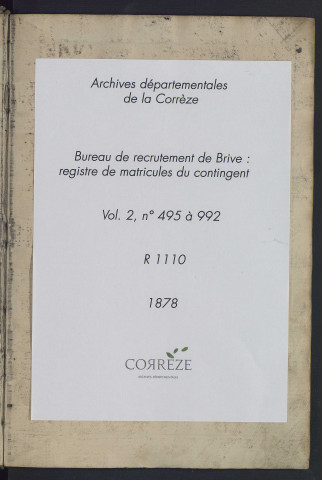 Archives départementales
de la Corrèze
Bureau de recrutement de Brive :
registre de matricules du contingent
Vol. 2, n° 495 à 992
R 1110
1878
CORRÈZE